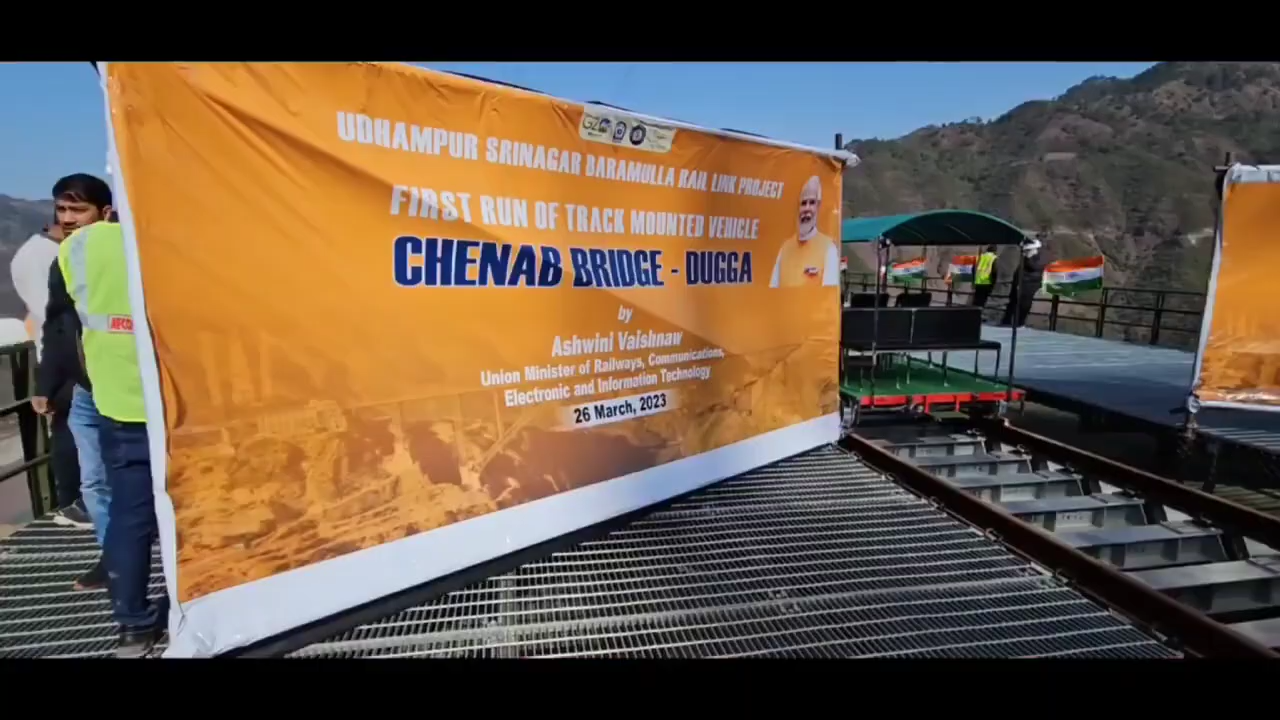 UDHAMPUR SRINAGAR BARAMULLA RAIL LINK PROJECT
FIRST RUN OF TRACK MOUNTED VEHICLE
CHENAB BRIDGE - DUGGA
by
Ashwini Vaishnaw
Union Minister of Railways, Communications,
Electronic and Information Technology
26 March, 2023
AFCO